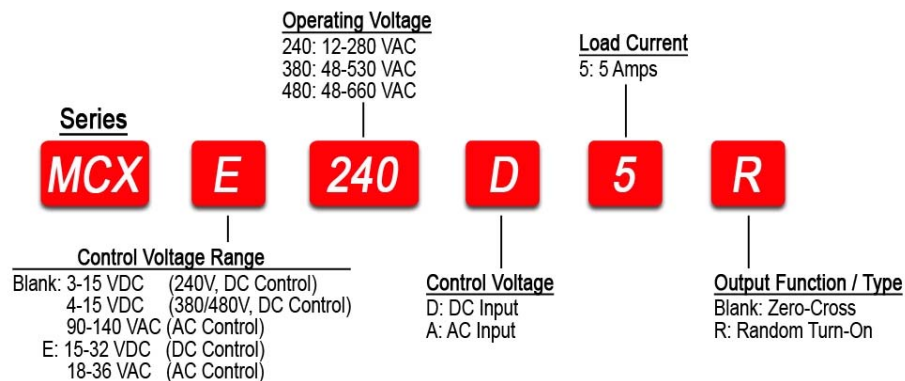 Operating Voltage
240: 12-280 VAC
380: 48-530 VAC
480: 48-660 VAC
Load Current
5: 5 Amps
Series
MCX E 240 D 5 R
Control Voltage Range
Blank: 3-15 VDC (240V, DC Control)
4-15 VDC (380/480V, DC Control)
90-140 VAC (AC Control)
E: 15-32 VDC (DC Control)
18-36 VAC (AC Control)
Control Voltage
D: DC Input
A: AC Input
Output Function / Type
Blank: Zero-Cross
R: Random Turn-On